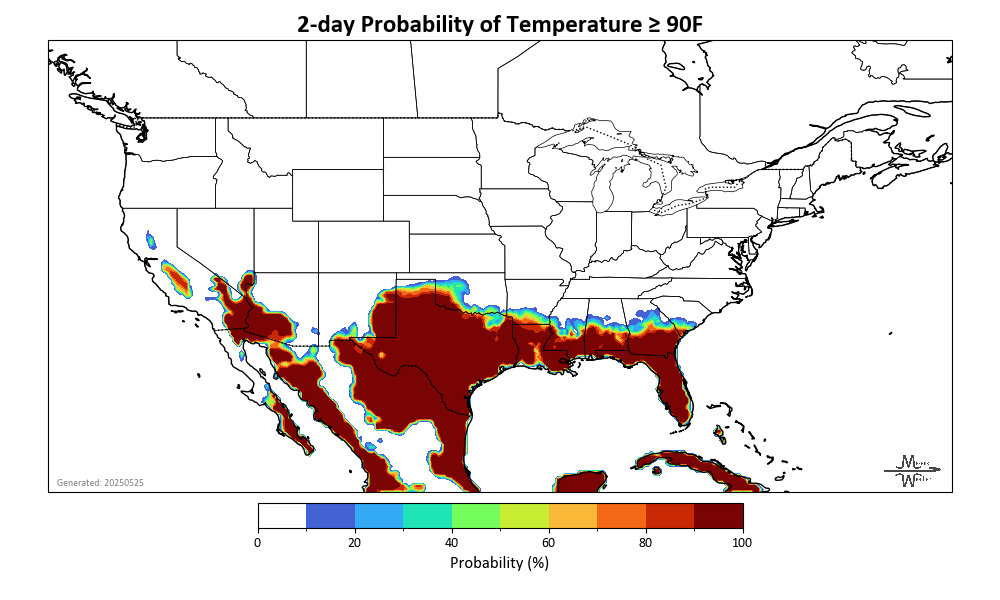 2-day Probability of Temperature ≥ 90F
Generated: 20250525
0 20 40 60 80 100
Probability (%)